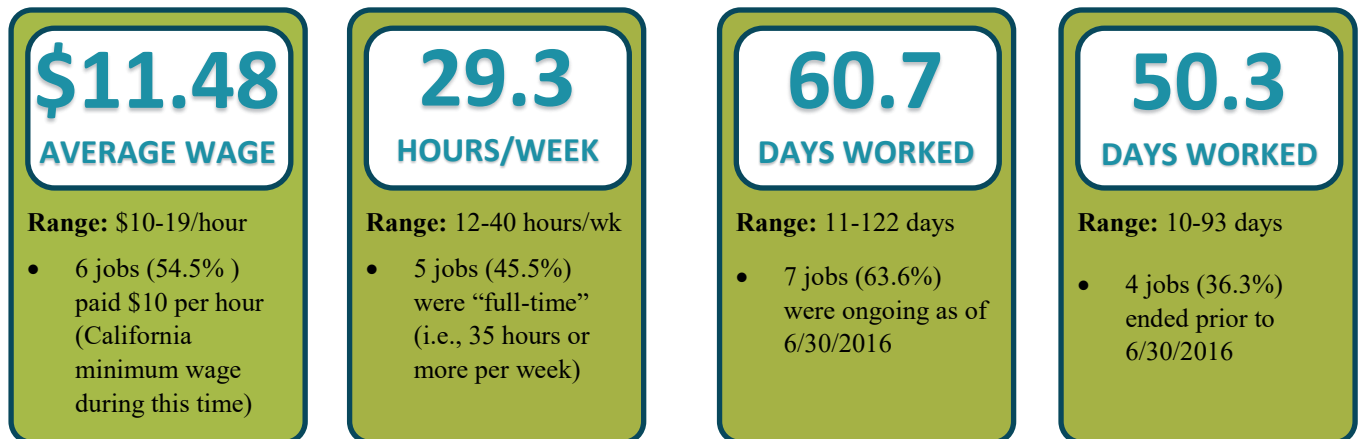 $11.48
AVERAGE WAGE
Range: $10-19/hour
• 6 jobs (54.5% )
paid $10 per hour
(California
minimum wage
during this time)
29.3
HOURS/WEEK
Range: 12-40 hours/wk
• 5 jobs (45.5%)
were “full-time”
(i.e., 35 hours or
more per week)
60.7
DAYS WORKED
Range: 11-122 days
• 7 jobs (63.6%)
were ongoing as of
6/30/2016
50.3
DAYS WORKED
Range: 10-93 days
• 4 jobs (36.3%)
ended prior to
6/30/2016